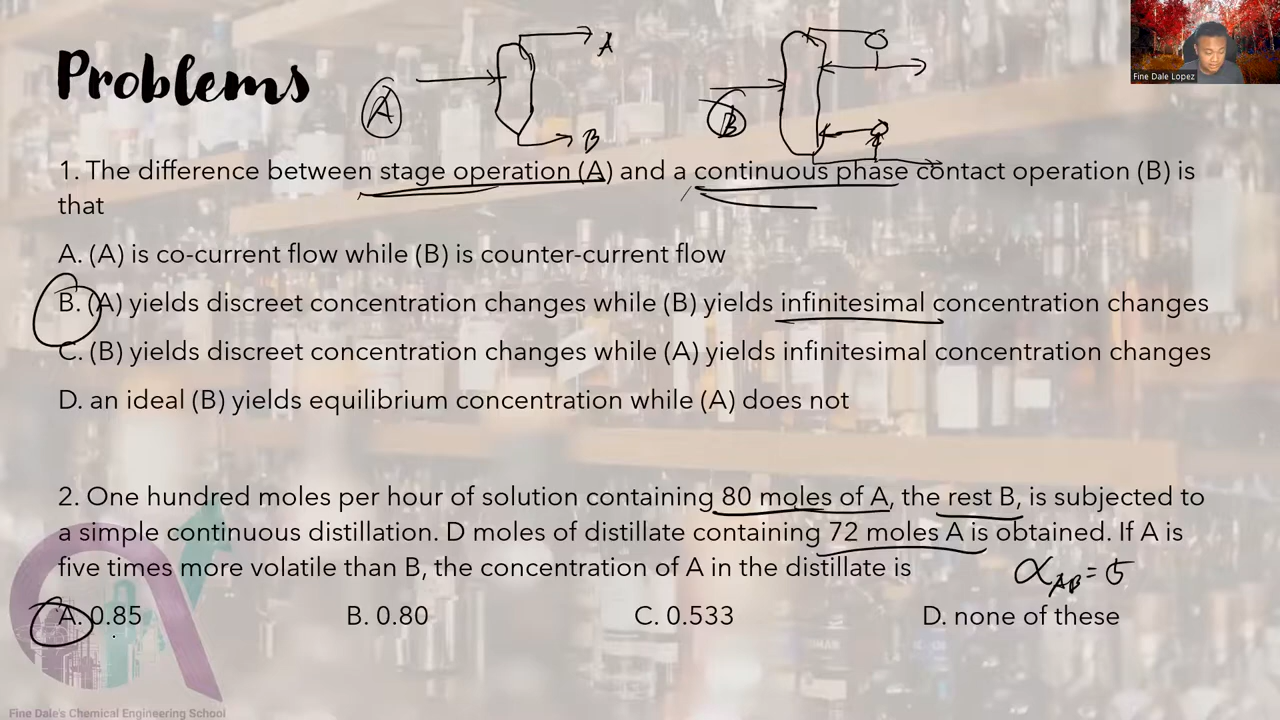 Problems
A
A
B
B
Fine Dale Lopez
1. The difference between stage operation (A) and a continuous phase contact operation (B) is
that
A. (A) is co-current flow while (B) is counter-current flow
B. (A) yields discreet concentration changes while (B) yields infinitesimal concentration changes
C. (B) yields discreet concentration changes while (A) yields infinitesimal concentration changes
D. an ideal (B) yields equilibrium concentration while (A) does not
2. One hundred moles per hour of solution containing 80 moles of A, the rest B, is subjected to
a simple continuous distillation. D moles of distillate containing 72 moles A is obtained. If A is
five times more volatile than B, the concentration of A in the distillate is
α AB = 5
A. 0.85 B. 0.80 C. 0.533 D. none of these
Fine Dale's Chemical Engineering School